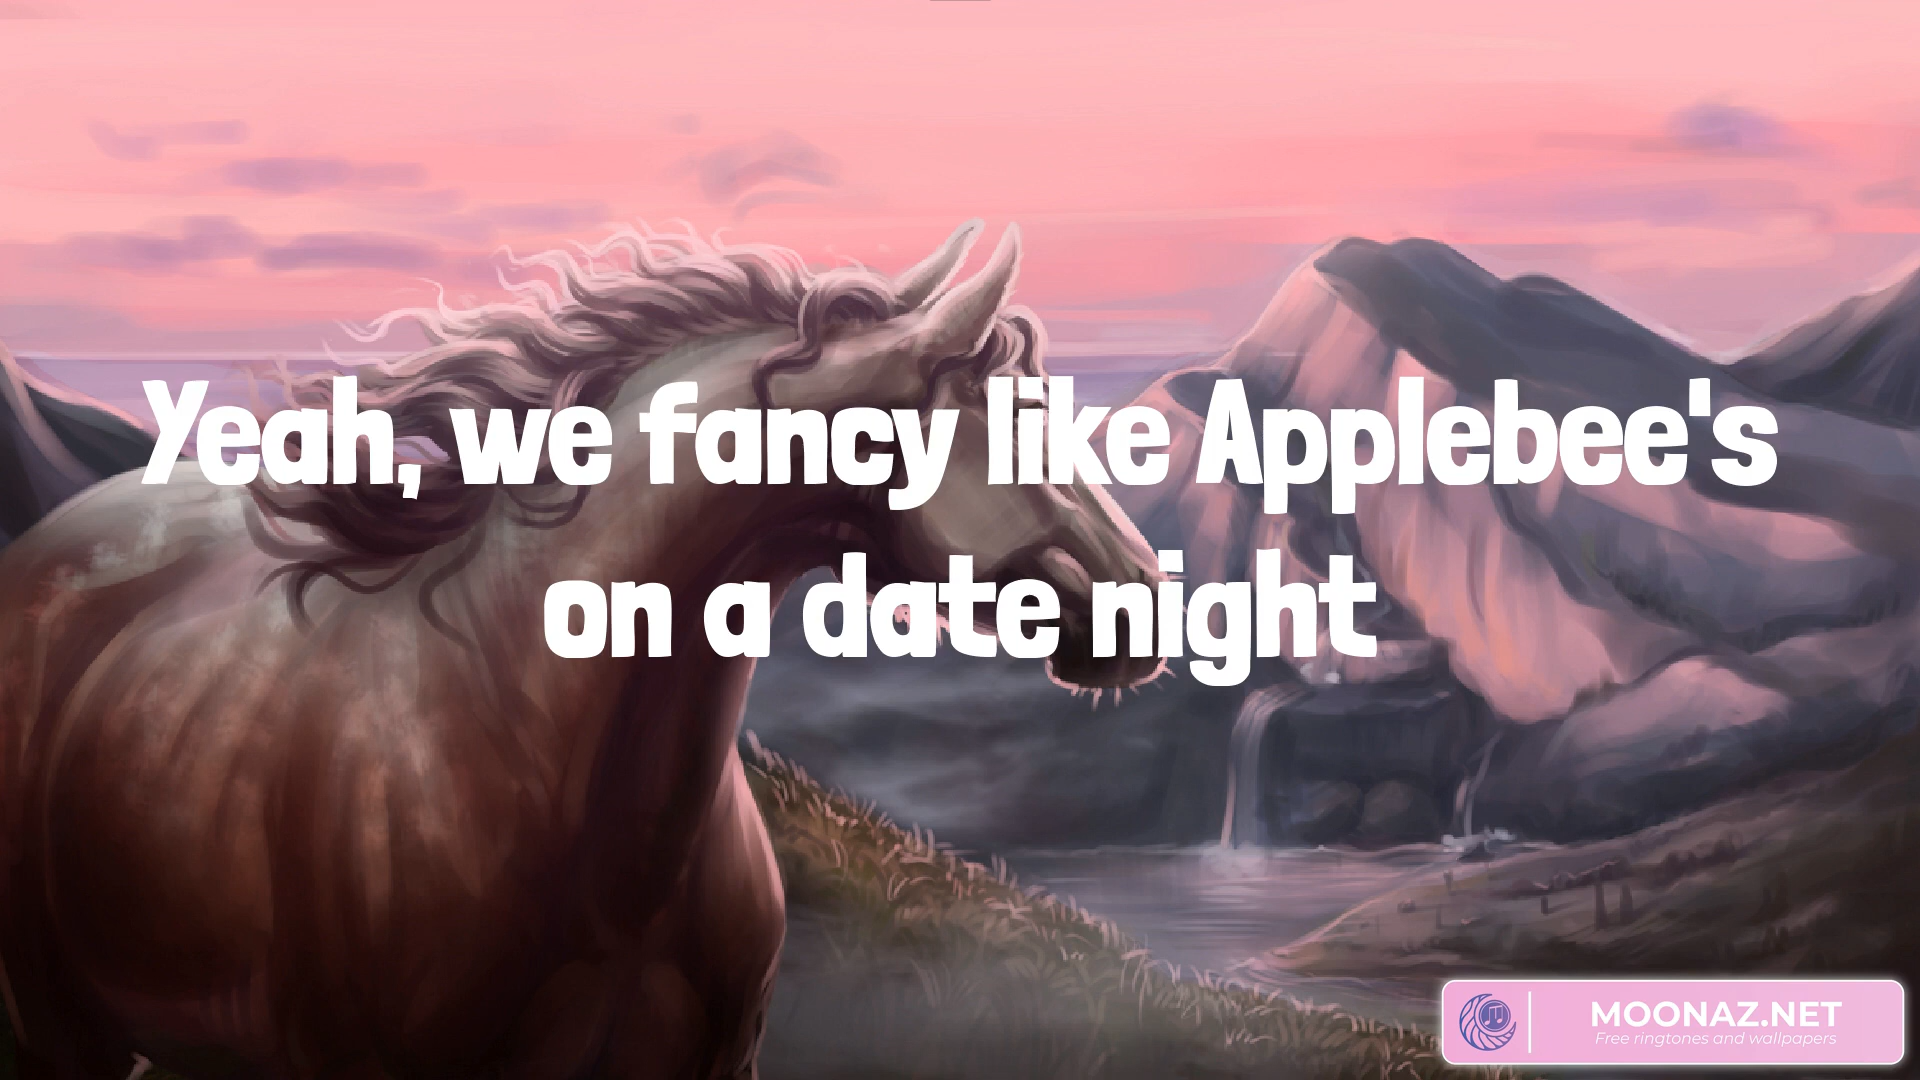 Yeah, we fancy like Applebee's
on a date night
MOONAZ.NET
Free ringtones and wallpapers